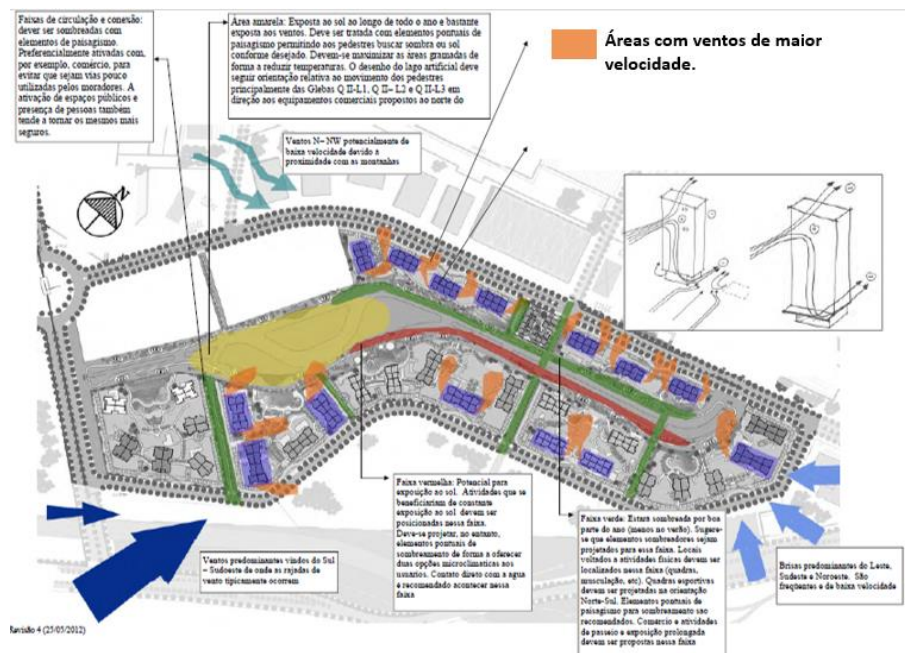 Faixas de circulação e conexão:
dever ser sombreadas com
elementos de paisagismo.
Preferencialmente ativadas com,
por exemplo, comércio, para
evitar que sejam vias pouco
utilizadas pelos moradores. A
ativação de espaços públicos e
presença de pessoas também
tende a tornar os mesmos mais
seguros.
Área amarela: Exposta ao sol ao longo de todo o ano e bastante
exposta aos ventos. Deve ser tratada com elementos pontuais de
paisagismo permitindo aos pedestres buscar sombra ou sol
conforme desejado. Devem-se maximizar as áreas gramadas de
forma a reduzir temperaturas. O desenho do lago artificial deve
seguir orientação relativa ao movimento dos pedestres
principalmente das Glebas Q II-L1, Q II– L2 e Q II-L3 em
direção aos equipamentos comerciais propostos ao norte do
Áreas com ventos de maior
velocidade.
Ventos N– NW potencialmente de
baixa velocidade devido à
proximidade com as montanhas
N
Faixa vermelha: Potencial para
exposição ao sol. Atividades que se
beneficiariam de constante
exposição ao sol devem ser
posicionadas nessa faixa.
Deve-se projetar, no entanto,
elementos pontuais de
sombreamento de forma a oferecer
duas opções microclimaticas aos
usuários. Contato direto com a agua
e recomendado acontecer nessa
faixa
Faixa verde: Estará sombreada por boa
parte do ano (menos no verão). Sugere-
se que elementos sombreadores sejam
projetados para essa faixa. Locais
voltados a atividades físicas devem ser
localizados nessa faixa (quadras,
musculação, etc). Quadras esportivas
devem ser projetadas na orientação
Norte-Sul. Elementos pontuais de
paisagismo para sombreamento são
recomendados. Comercio e atividades
de passeio e exposição prolongada
devem ser propostas nessa faixa
Ventos predominantes vindos do Sul
– Sudoeste de onde as rajadas de
vento tipicamente ocorrem
Brisas predominantes do Leste,
Sudeste e Noroeste. São
freqüentes e de baixa velocidade
Revisão 4 (25/05/2012)